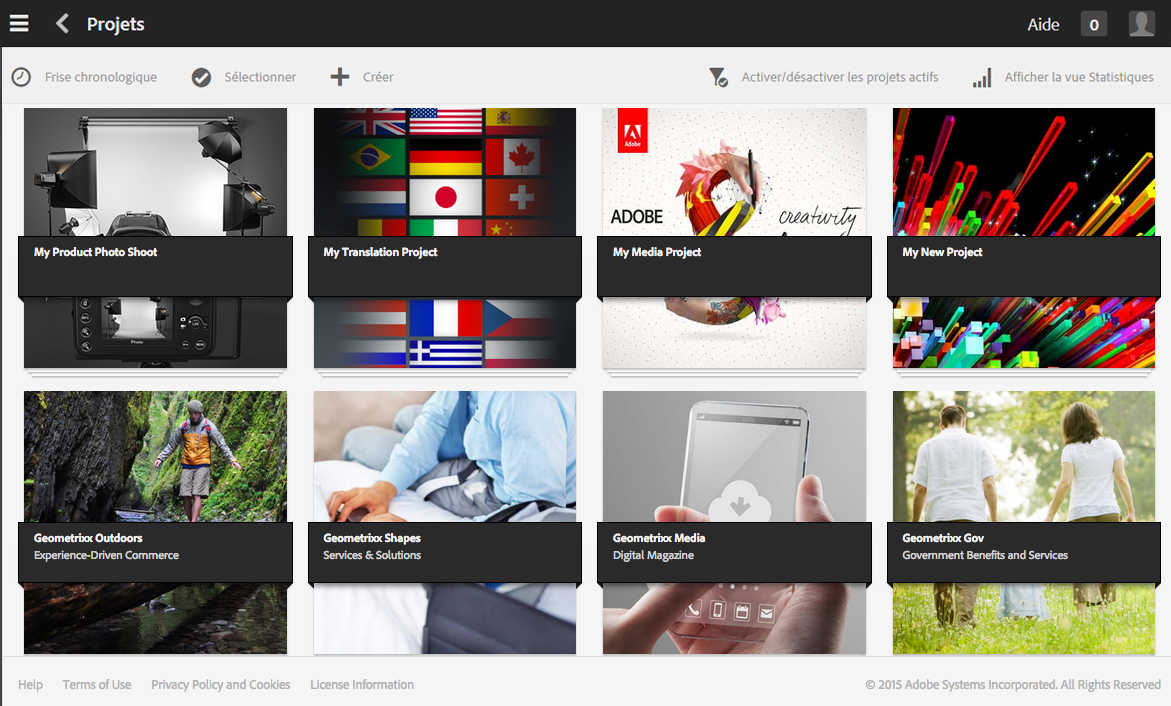 Projets
Aide
0
Frise chronologique
Sélectionner
Créer
Activer/désactiver les projets actifs
Afficher la vue Statistiques
Adobe
ADOBE
creativity
My Product Photo Shoot
My Translation Project
My Media Project
My New Project
Photo
Geometrixx Outdoors
Experience-Driven Commerce
Geometrixx Shapes
Services & Solutions
Geometrixx Media
Digital Magazine
Geometrixx Gov
Government Benefits and Services
Help
Terms of Use
Privacy Policy and Cookies
License Information
© 2015 Adobe Systems Incorporated. All Rights Reserved